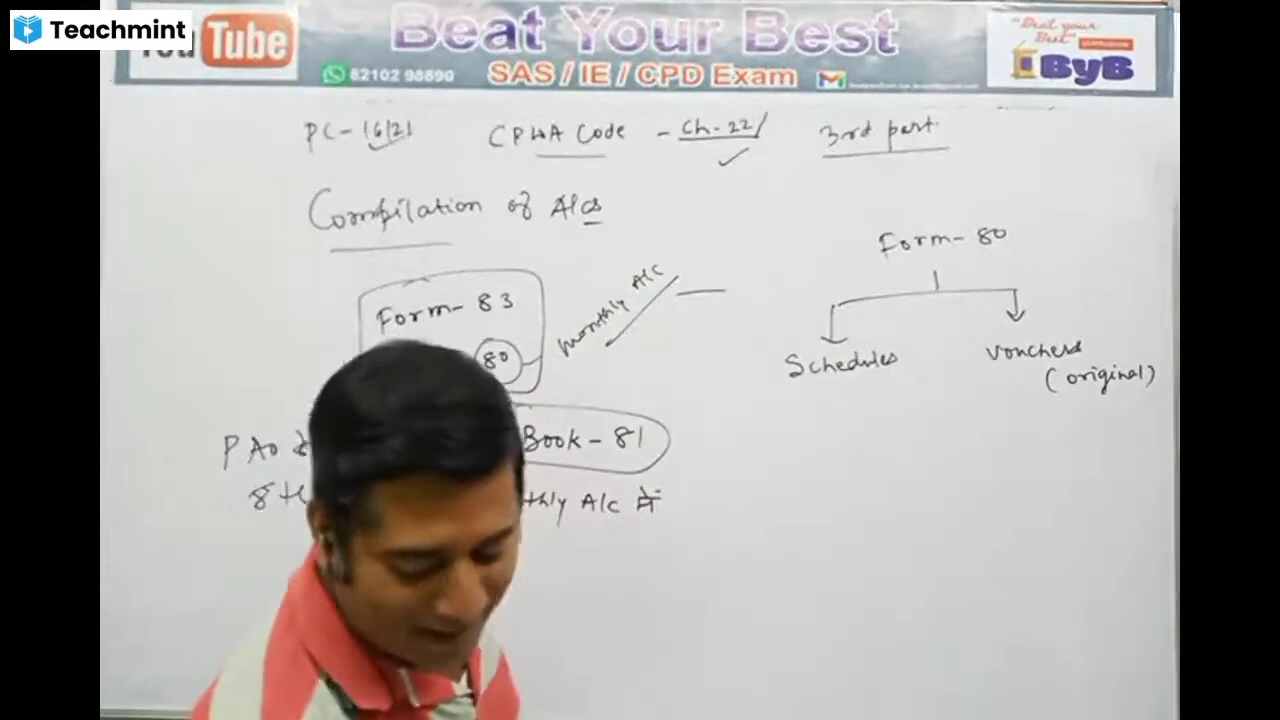 Teachmint
You Tube
Beat Your Best
82102 98890
SAS / IE / CPD Exam
"Beat your
Best"
ByB
PC - 16/21 CPWA Code - Ch-22/ 3rd part
Compilation of A/cs
Form - 80
Form - 83
80
monthly A/c
Schedules
Vouchers
(original)
PAO
Book - 81
8th
thly A/c में